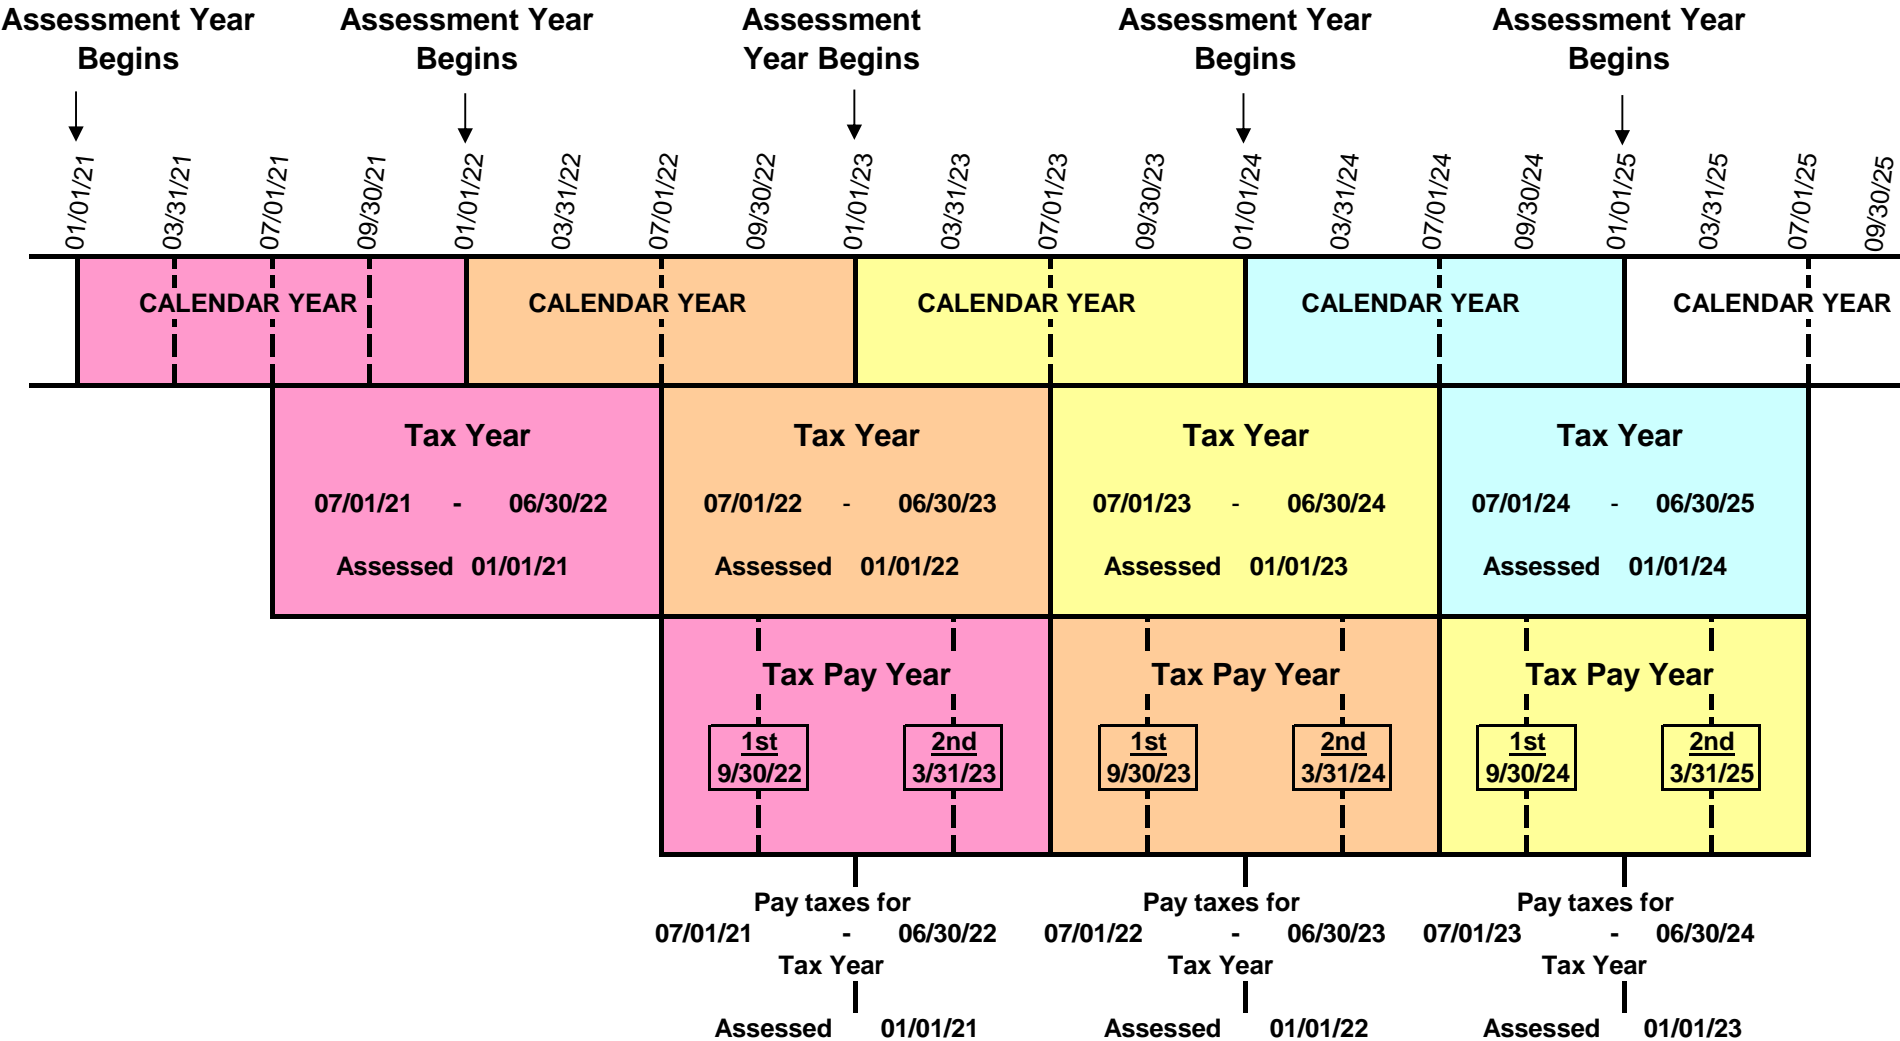 Assessment Year Begins
Assessment Year Begins
Assessment Year Begins
Assessment Year Begins
Assessment Year Begins
01/01/21
03/31/21
07/01/21
09/30/21
01/01/22
03/31/22
07/01/22
09/30/22
01/01/23
03/31/23
07/01/23
09/30/23
01/01/24
03/31/24
07/01/24
09/30/24
01/01/25
03/31/25
07/01/25
09/30/25
CALENDAR YEAR
CALENDAR YEAR
CALENDAR YEAR
CALENDAR YEAR
CALENDAR YEAR
Tax Year
07/01/21 - 06/30/22
Assessed 01/01/21
Tax Year
07/01/22 - 06/30/23
Assessed 01/01/22
Tax Year
07/01/23 - 06/30/24
Assessed 01/01/23
Tax Year
07/01/24 - 06/30/25
Assessed 01/01/24
Tax Pay Year
1st
9/30/22
2nd
3/31/23
Tax Pay Year
1st
9/30/23
2nd
3/31/24
Tax Pay Year
1st
9/30/24
2nd
3/31/25
Pay taxes for
07/01/21 - 06/30/22
Tax Year
Assessed 01/01/21
Pay taxes for
07/01/22 - 06/30/23
Tax Year
Assessed 01/01/22
Pay taxes for
07/01/23 - 06/30/24
Tax Year
Assessed 01/01/23